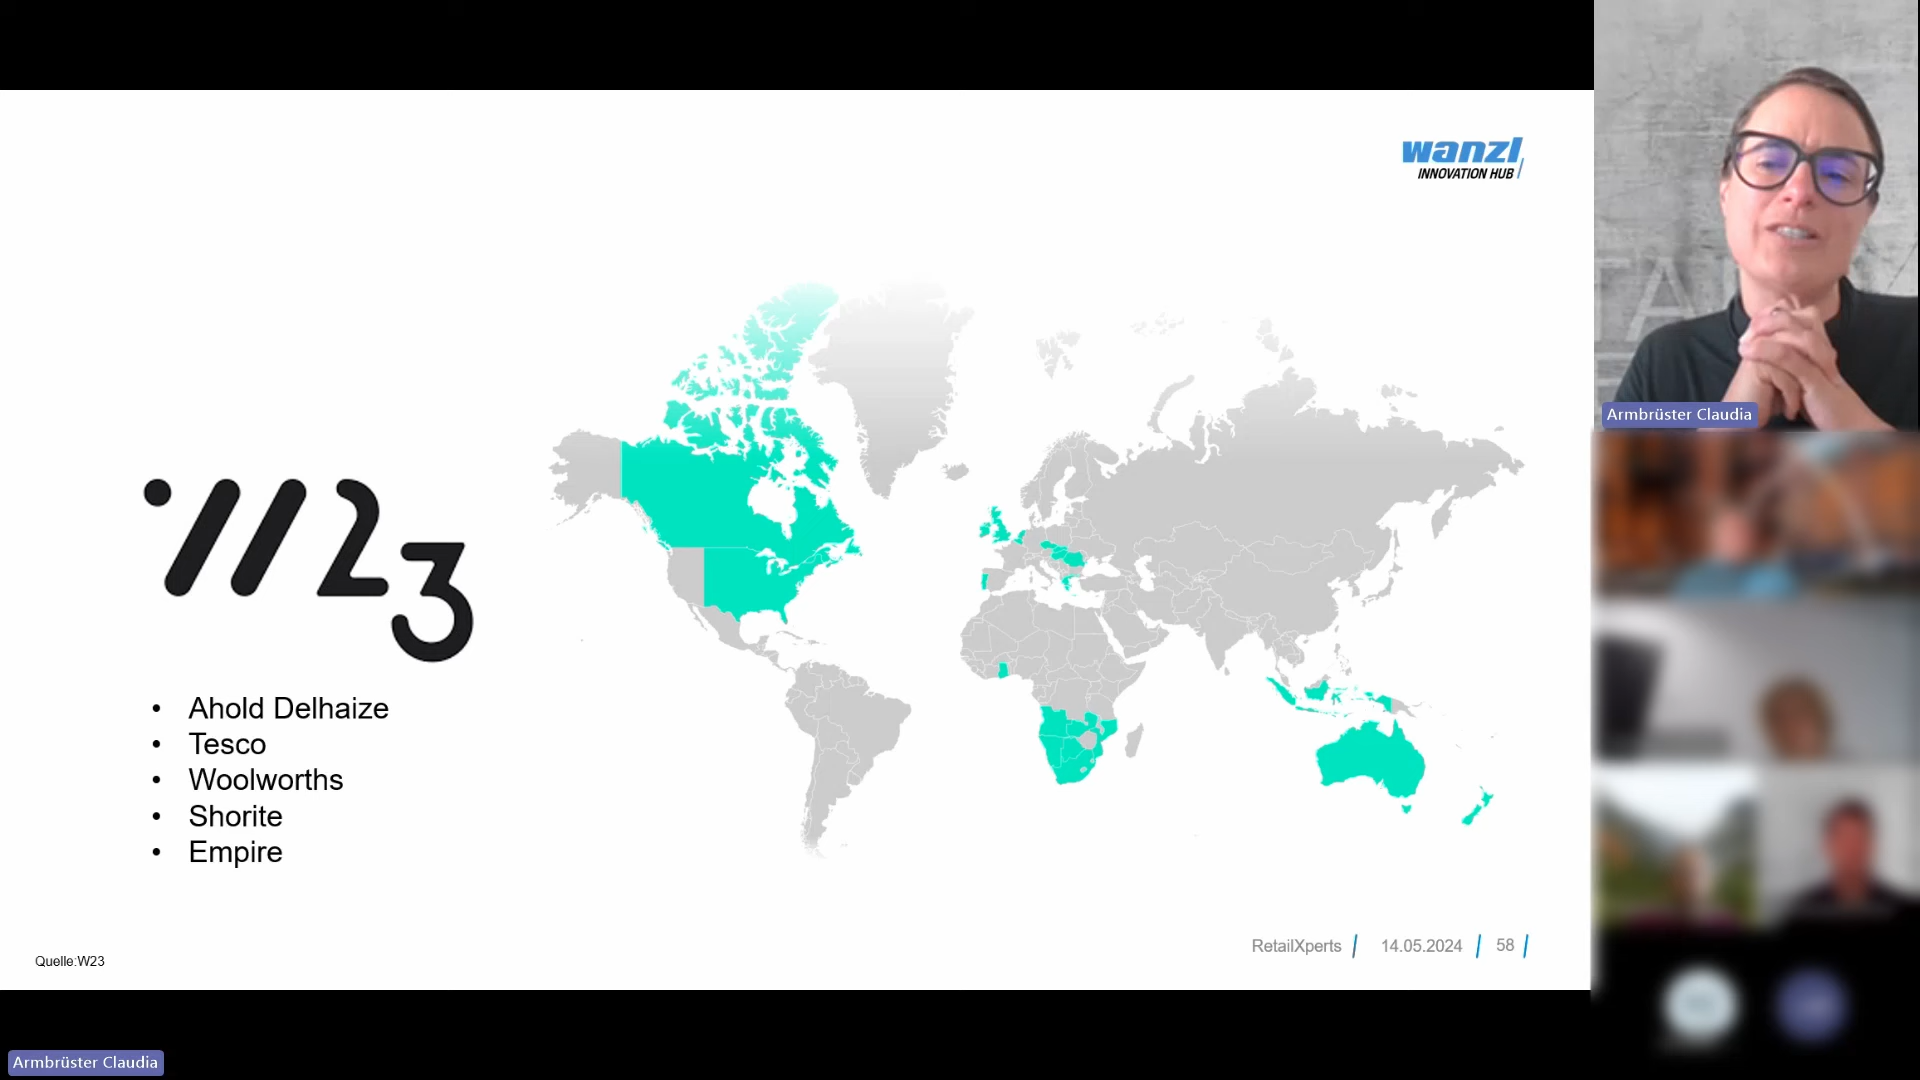 wanzl
INNOVATION HUB
W23
• Ahold Delhaize
• Tesco
• Woolworths
• Shorite
• Empire
Quelle:W23
RetailXperts
14.05.2024
58
Armbrüster Claudia
Armbrüster Claudia